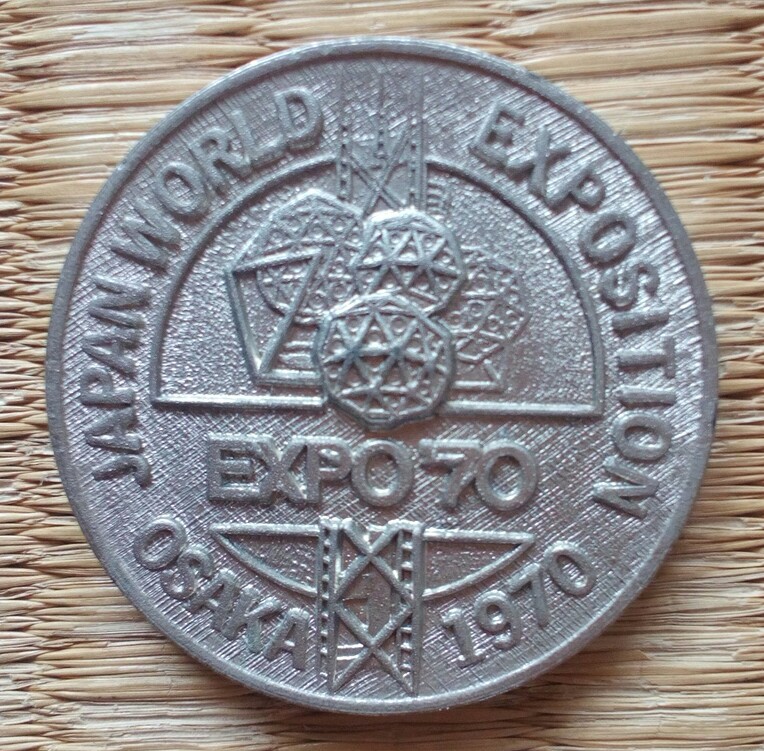 JAPAN WORLD EXPOSITION
EXPO'70
OSAKA 1970